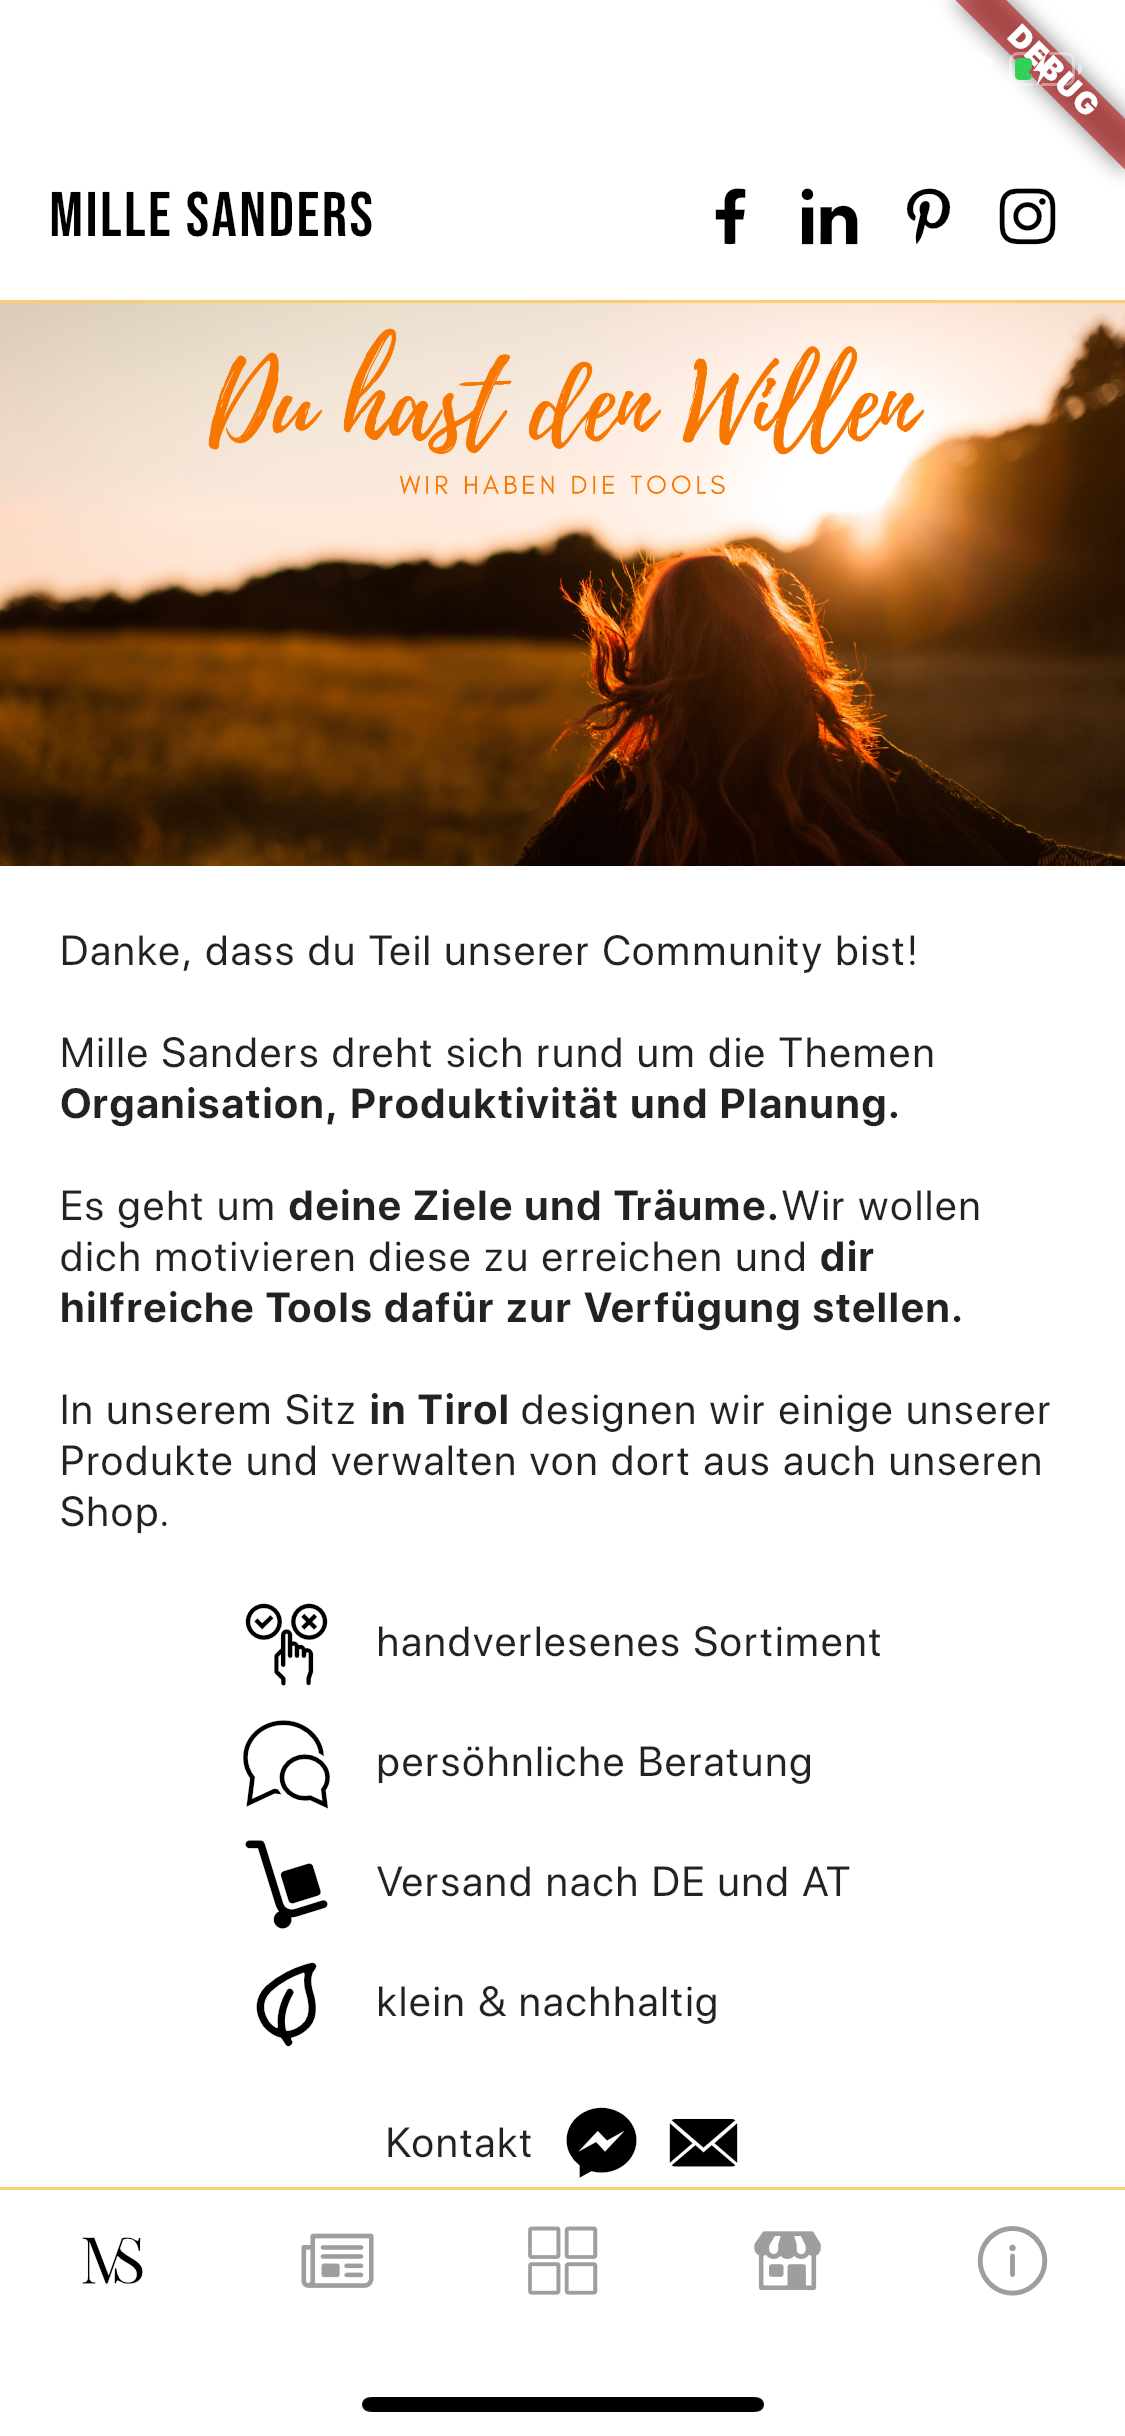 DEBUG
MILLE SANDERS
Du hast den Willen
WIR HABEN DIE TOOLS
Danke, dass du Teil unserer Community bist!
Mille Sanders dreht sich rund um die Themen
Organisation, Produktivität und Planung.
Es geht um deine Ziele und Träume.Wir wollen
dich motivieren diese zu erreichen und dir
hilfreiche Tools dafür zur Verfügung stellen.
In unserem Sitz in Tirol designen wir einige unserer
Produkte und verwalten von dort aus auch unseren
Shop.
handverlesenes Sortiment
persöhnliche Beratung
Versand nach DE und AT
klein & nachhaltig
Kontakt
MS